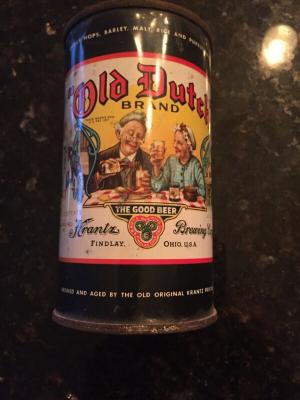 HOPS, BARLEY, MALT, RICE AND
"Old Dutch
BRAND
THE GOOD BEER
Krantz Brewing
FINDLAY, OHIO, U.S.A.
AND AGED BY THE OLD ORIGINAL KRANTZ